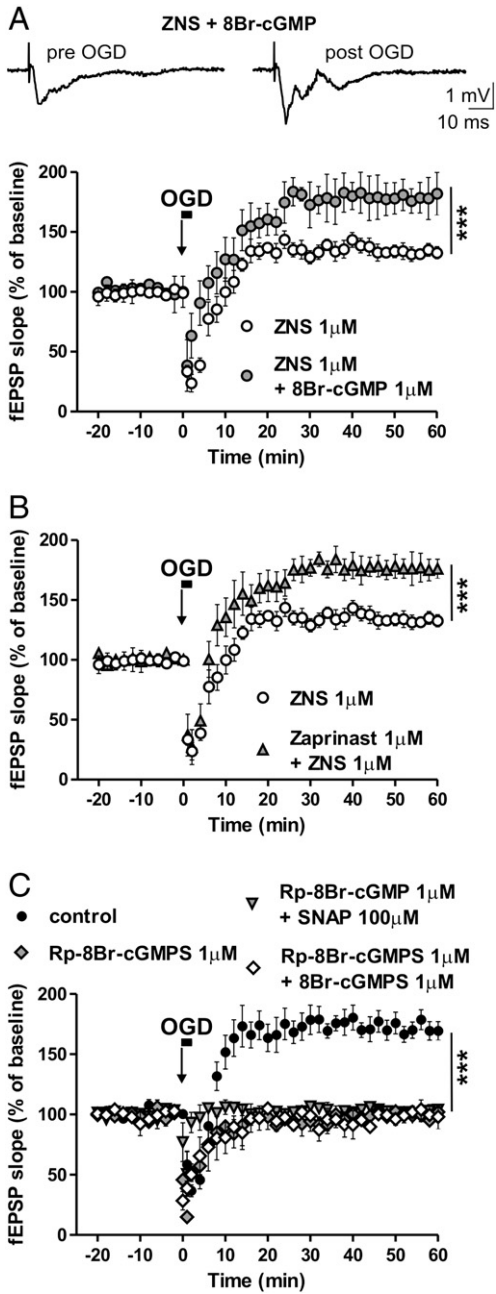 A
ZNS + 8Br-cGMP
pre OGD
post OGD
1 mV
10 ms
fEPSP slope (% of baseline)
200
150
100
50
0
OGD
***
ZNS 1μM
ZNS 1μM
+ 8Br-cGMP 1μM
-20 -10 0 10 20 30 40 50 60
Time (min)
B
fEPSP slope (% of baseline)
200
150
100
50
0
OGD
***
ZNS 1μM
Zaprinast 1μM
+ ZNS 1μM
-20 -10 0 10 20 30 40 50 60
Time (min)
C
control
Rp-8Br-cGMPS 1μM
Rp-8Br-cGMP 1μM
+ SNAP 100μM
Rp-8Br-cGMPS 1μM
+ 8Br-cGMPS 1μM
fEPSP slope (% of baseline)
200
150
100
50
0
OGD
***
-20 -10 0 10 20 30 40 50 60
Time (min)